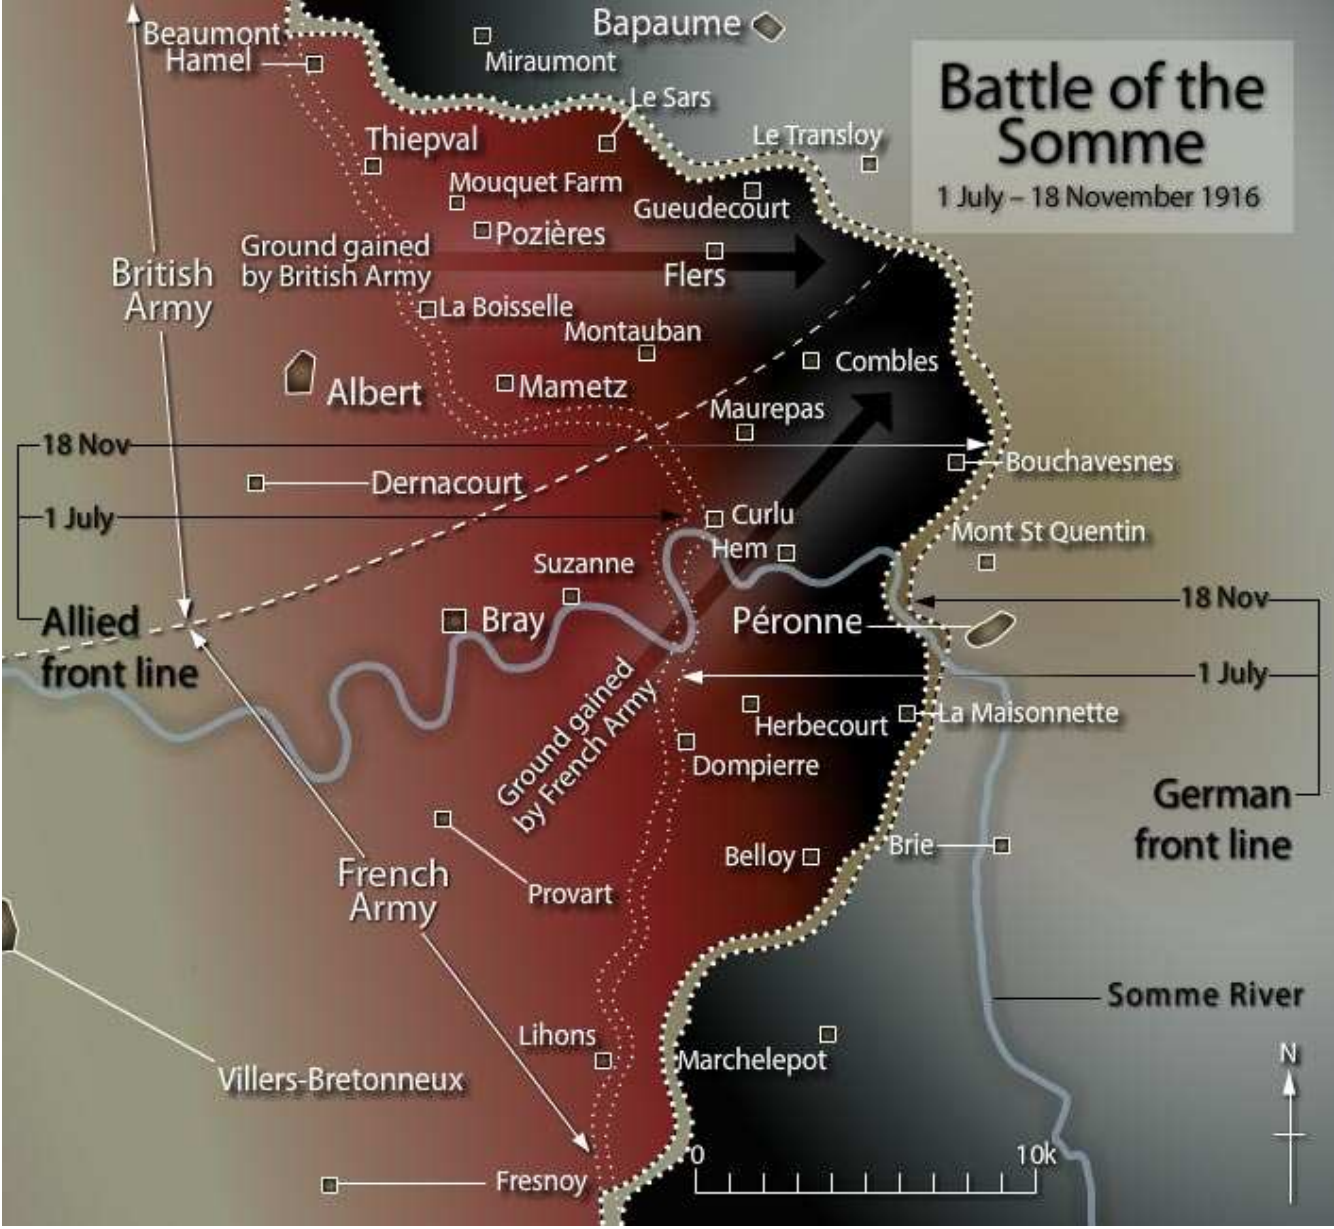 Beaumont
Hamel
Miraumont
Bapaume
Battle of the
Somme
1 July – 18 November 1916
Le Sars
Le Transloy
Thiepval
Mouquet Farm
Gueudecourt
Pozières
Ground gained
by British Army
Flers
British
Army
La Boisselle
Montauban
Combles
Albert
Mametz
Maurepas
18 Nov
Bouchavesnes
Dernacourt
1 July
Curlu
Mont St Quentin
Hem
Suzanne
18 Nov
Allied
front line
Bray
Péronne
1 July
Ground gained
by French Army
Herbecourt
La Maisonnette
Dompierre
German
front line
Belloy
Brie
French
Army
Provart
Somme River
Lihons
Marchelepot
N
Villers-Bretonneux
0
10k
Fresnoy